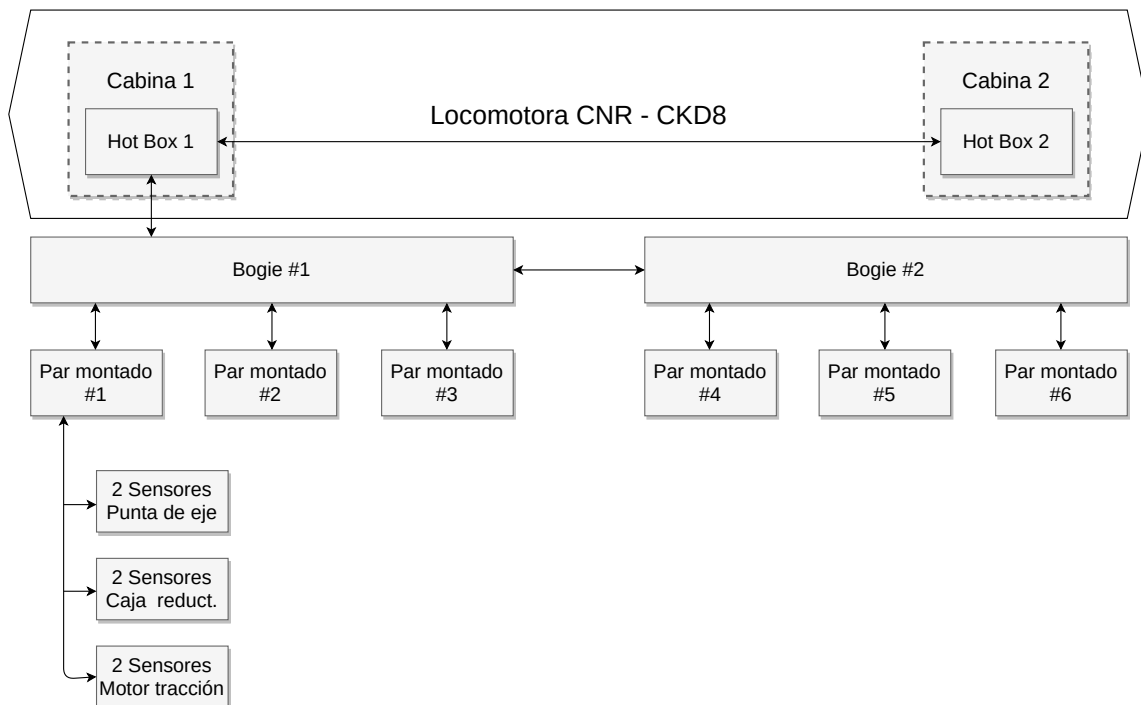 Cabina 1
Cabina 2
Locomotora CNR - CKD8
Hot Box 1
Hot Box 2
Bogie #1
Bogie #2
Par montado
#1
Par montado
#2
Par montado
#3
Par montado
#4
Par montado
#5
Par montado
#6
2 Sensores
Punta de eje
2 Sensores
Caja reduct.
2 Sensores
Motor tracción